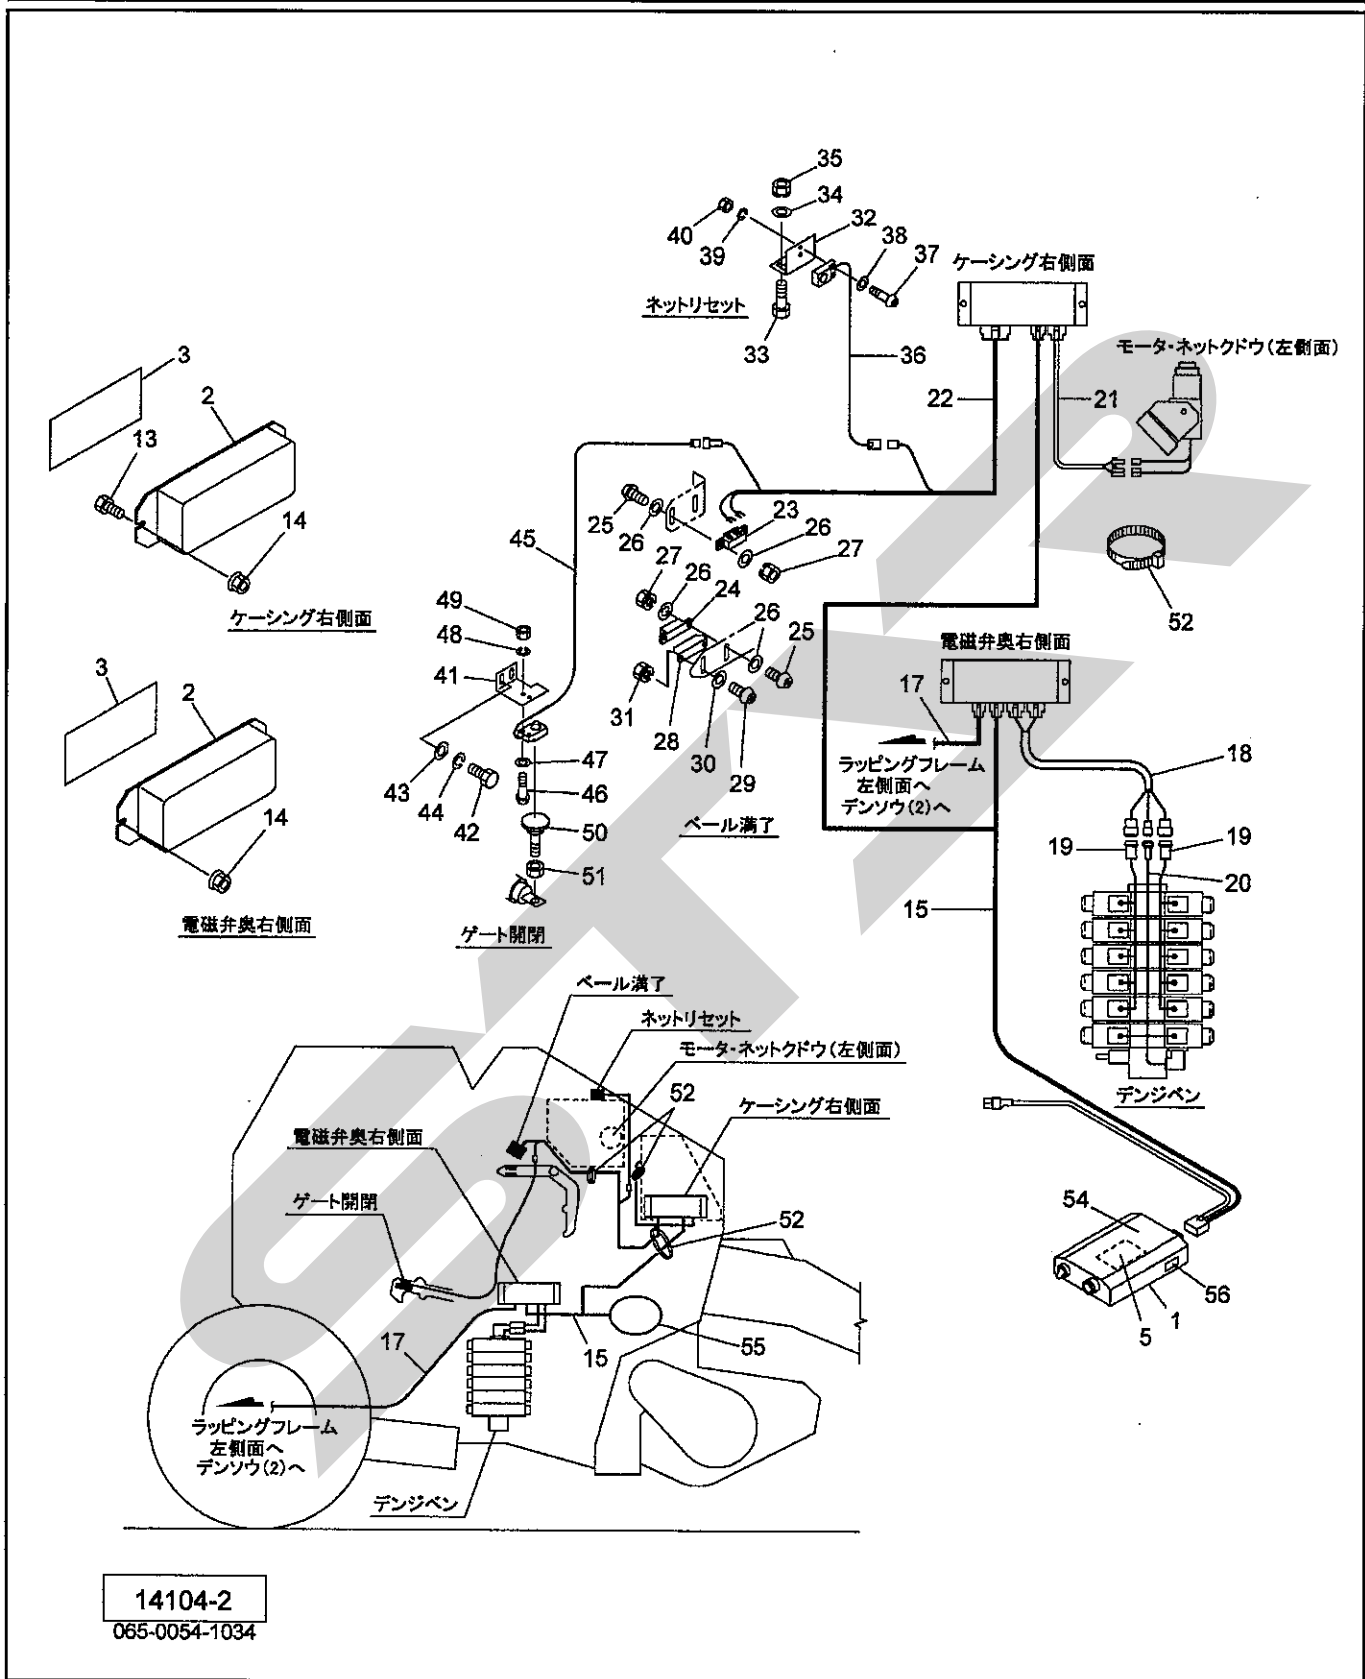 35
34
32
40
39
38
37
ケーシング右側面
ネットリセット
33
36
モータ・ネットクドウ(左側面)
3
2
13
22
21
14
25
26
23
26
27
45
27
26
24
26
25
52
ケーシング右側面
49
48
41
31
28
30
29
電磁弁奥右側面
17
ラッピングフレーム
左側面へ
デンソウ(2)へ
18
3
2
43
44
42
47
46
50
51
ベール満了
19
19
20
14
15
電磁弁奥右側面
ゲート開閉
ベール満了
ネットリセット
モータ・ネットクドウ(左側面)
52
ケーシング右側面
デンジベン
電磁弁奥右側面
ゲート開閉
52
54
56
1
5
17
15
55
ラッピングフレーム
左側面へ
デンソウ(2)へ
デンジベン
14104-2
065-0054-1034
STAR